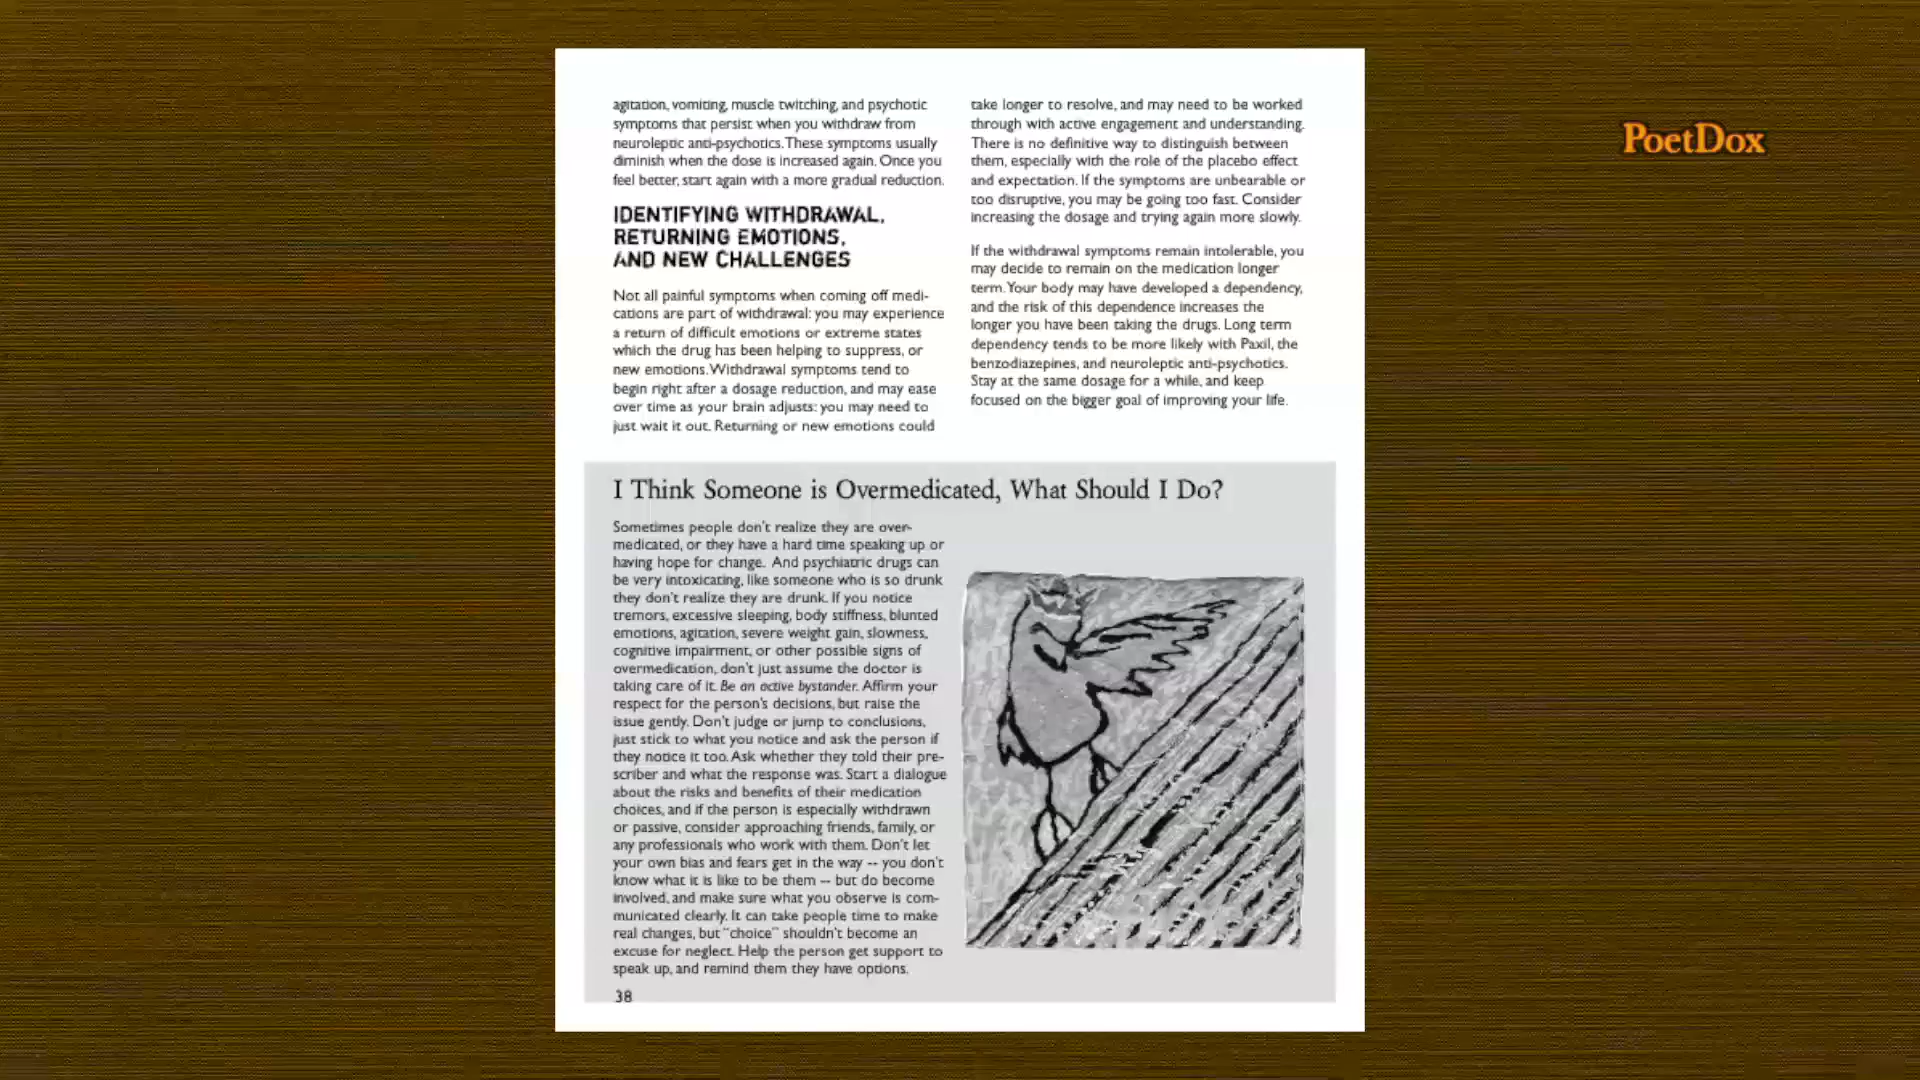 agitation, vomiting, muscle twitching, and psychotic
symptoms that persist when you withdraw from
neuroleptic anti-psychotics. These symptoms usually
diminish when the dose is increased again. Once you
feel better, start again with a more gradual reduction.
IDENTIFYING WITHDRAWAL,
RETURNING EMOTIONS,
AND NEW CHALLENGES
Not all painful symptoms when coming off medi-
cations are part of withdrawal: you may experience
a return of difficult emotions or extreme states
which the drug has been helping to suppress, or
new emotions. Withdrawal symptoms tend to
begin right after a dosage reduction, and may ease
over time as your brain adjusts: you may need to
just wait it out. Returning or new emotions could
take longer to resolve, and may need to be worked
through with active engagement and understanding.
There is no definitive way to distinguish between
them, especially with the role of the placebo effect
and expectation. If the symptoms are unbearable or
too disruptive, you may be going too fast. Consider
increasing the dosage and trying again more slowly.
If the withdrawal symptoms remain intolerable, you
may decide to remain on the medication longer
term. Your body may have developed a dependency,
and the risk of this dependence increases the
longer you have been taking the drugs. Long term
dependency tends to be more likely with Paxil, the
benzodiazepines, and neuroleptic anti-psychotics.
Stay at the same dosage for a while, and keep
focused on the bigger goal of improving your life.
I Think Someone is Overmedicated, What Should I Do?
Sometimes people don't realize they are over-
medicated, or they have a hard time speaking up or
having hope for change. And psychiatric drugs can
be very intoxicating, like someone who is so drunk
they don't realize they are drunk. If you notice
tremors, excessive sleeping, body stiffness, blunted
emotions, agitation, severe weight gain, slowness,
cognitive impairment, or other possible signs of
overmedication, don't just assume the doctor is
taking care of it. Be an active bystander. Affirm your
respect for the person's decisions, but raise the
issue gently. Don't judge or jump to conclusions,
just stick to what you notice and ask the person if
they notice it too. Ask whether they told their pre-
scriber and what the response was. Start a dialogue
about the risks and benefits of their medication
choices, and if the person is especially withdrawn
or passive, consider approaching friends, family, or
any professionals who work with them. Don't let
your own bias and fears get in the way -- you don't
know what it is like to be them -- but do become
involved, and make sure what you observe is com-
municated clearly. It can take people time to make
real changes, but "choice" shouldn't become an
excuse for neglect. Help the person get support to
speak up, and remind them they have options.
38
PoetDox